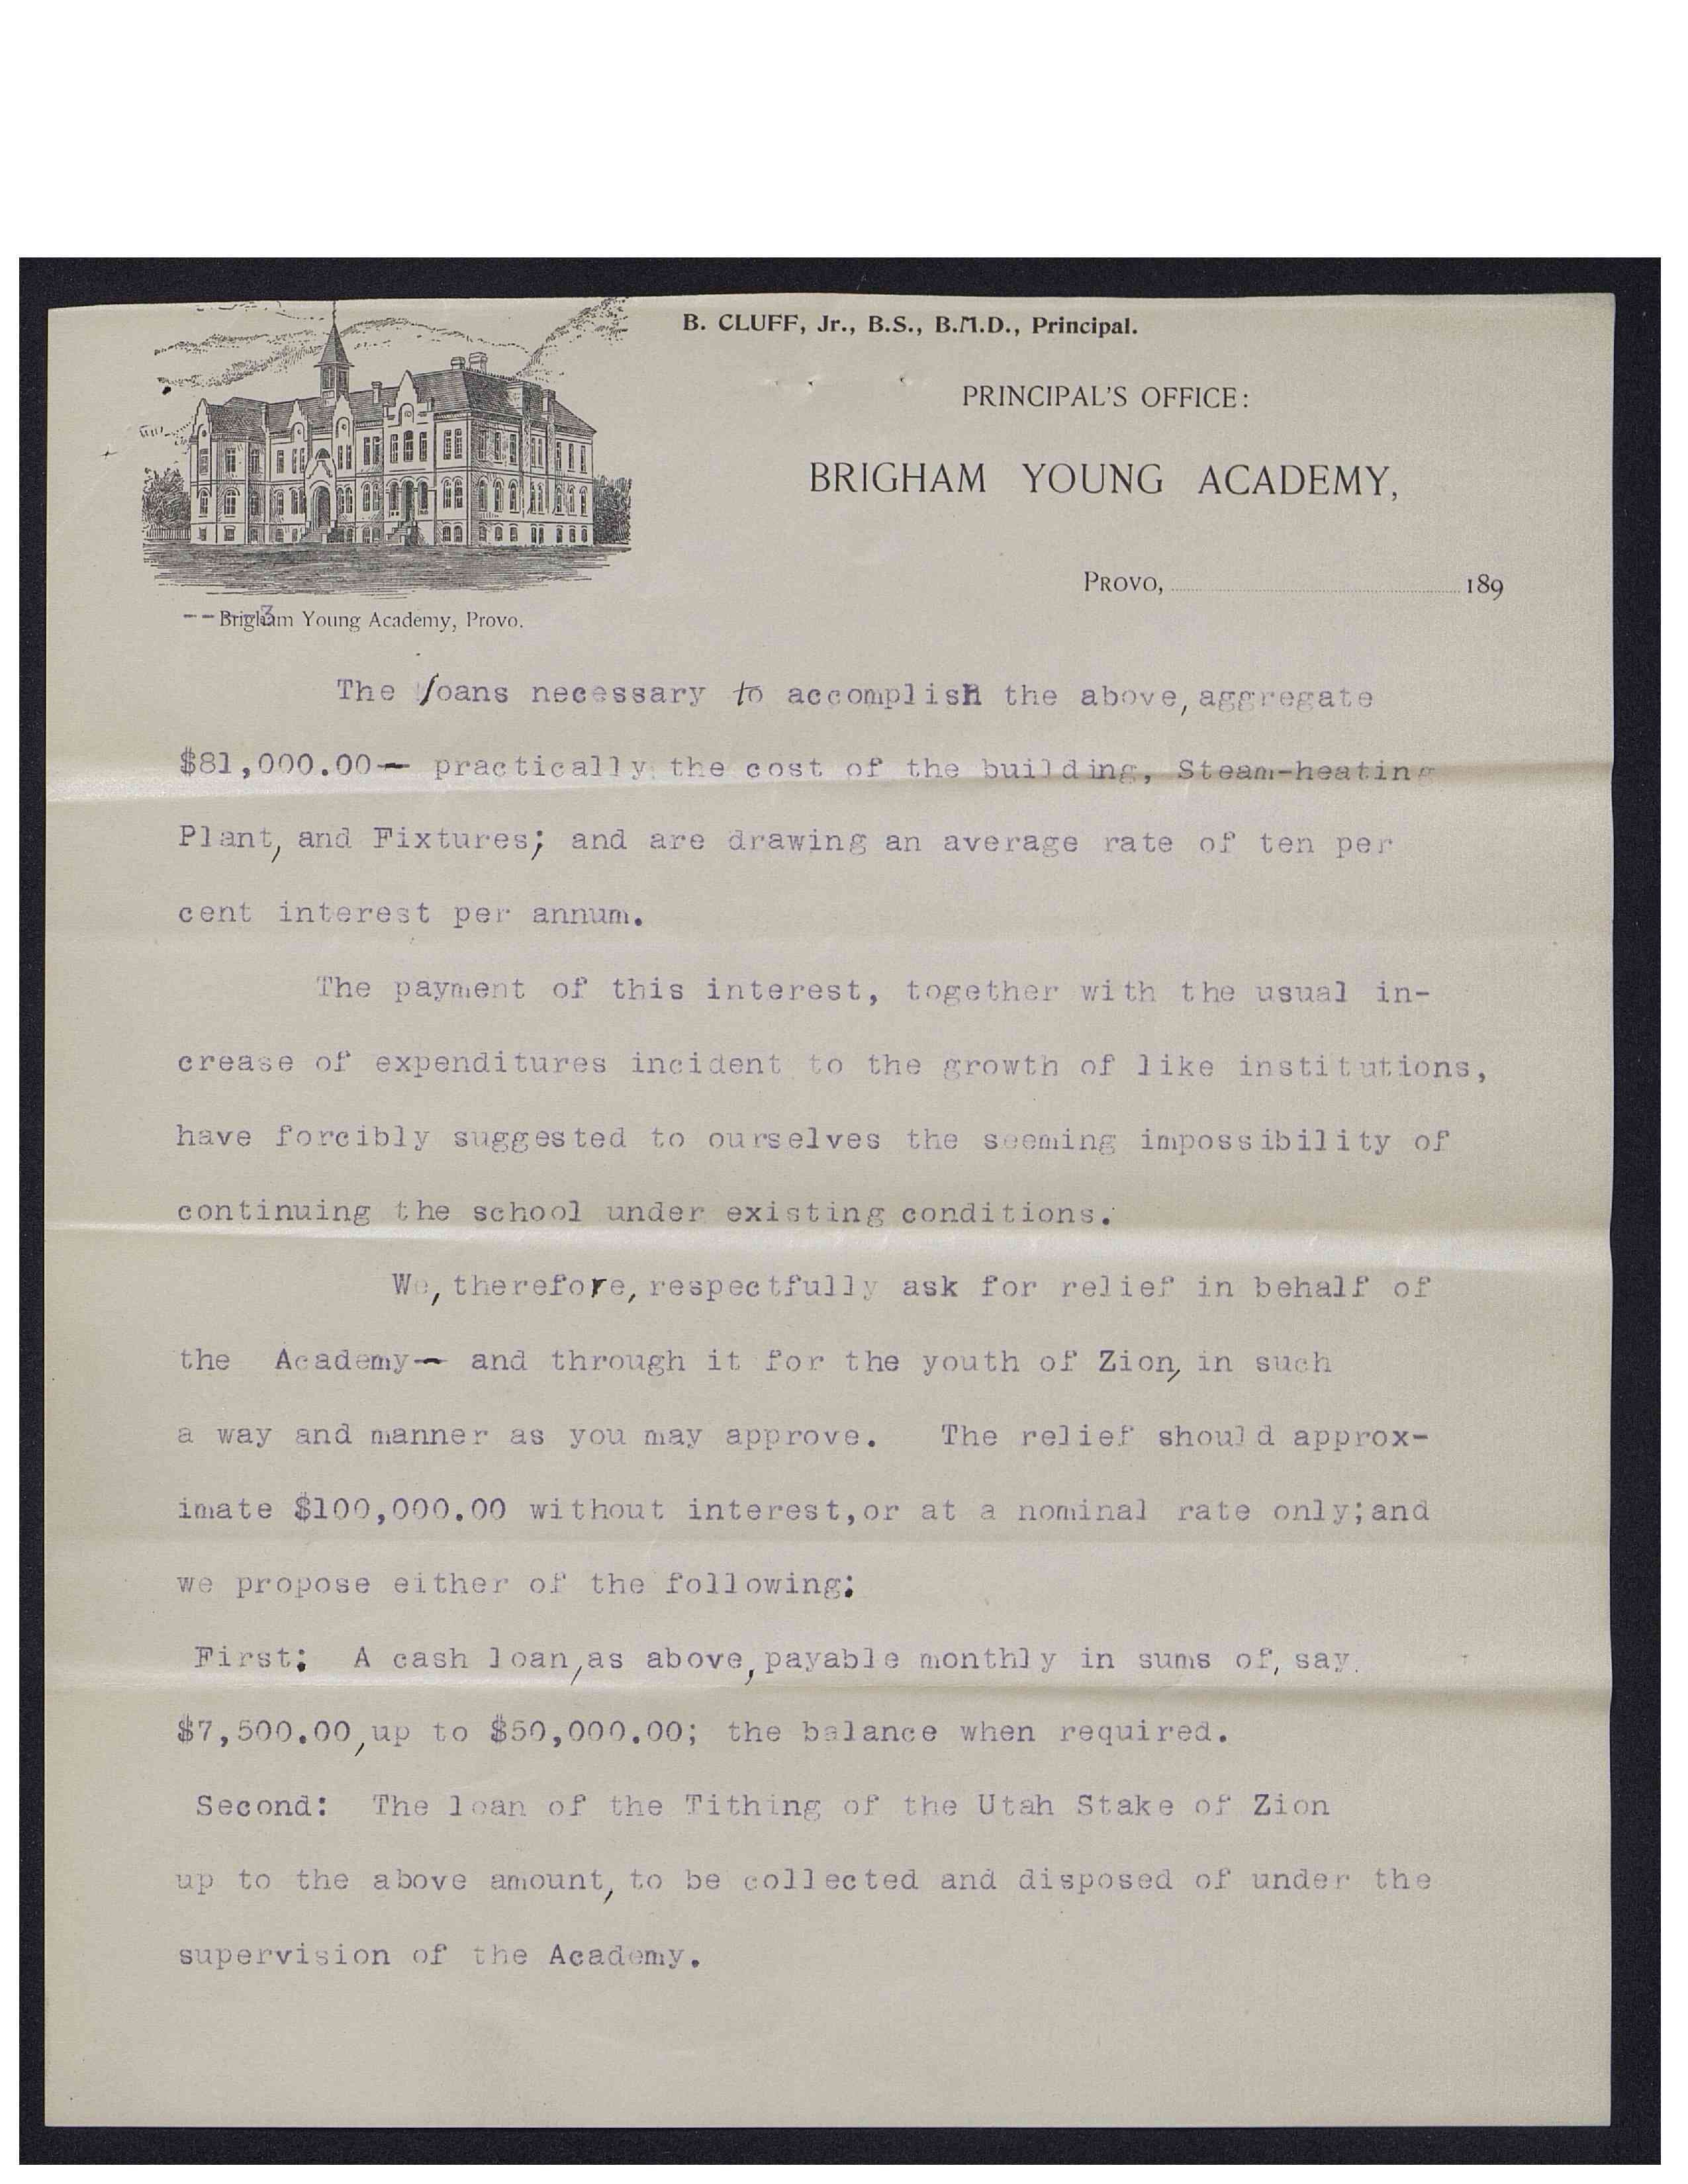 B. CLUFF, Jr., B.S., B.M.D., Principal.
PRINCIPAL'S OFFICE:
BRIGHAM YOUNG ACADEMY,
PROVO, 189
Brigham Young Academy, Provo.
--3
The loans necessary to accomplish the above, aggregate
$81,000.00— practically the cost of the building, Steam-heating
Plant, and Fixtures; and are drawing an average rate of ten per
cent interest per annum.
The payment of this interest, together with the usual in-
crease of expenditures incident to the growth of like institutions,
have forcibly suggested to ourselves the seeming impossibility of
continuing the school under existing conditions.
We, therefore, respectfully ask for relief in behalf of
the Academy— and through it for the youth of Zion, in such
a way and manner as you may approve. The relief should approx-
imate $100,000.00 without interest, or at a nominal rate only; and
we propose either of the following:
First: A cash loan, as above, payable monthly in sums of, say,
$7,500.00, up to $50,000.00; the balance when required.
Second: The loan of the Tithing of the Utah Stake of Zion
up to the above amount, to be collected and disposed of under the
supervision of the Academy.